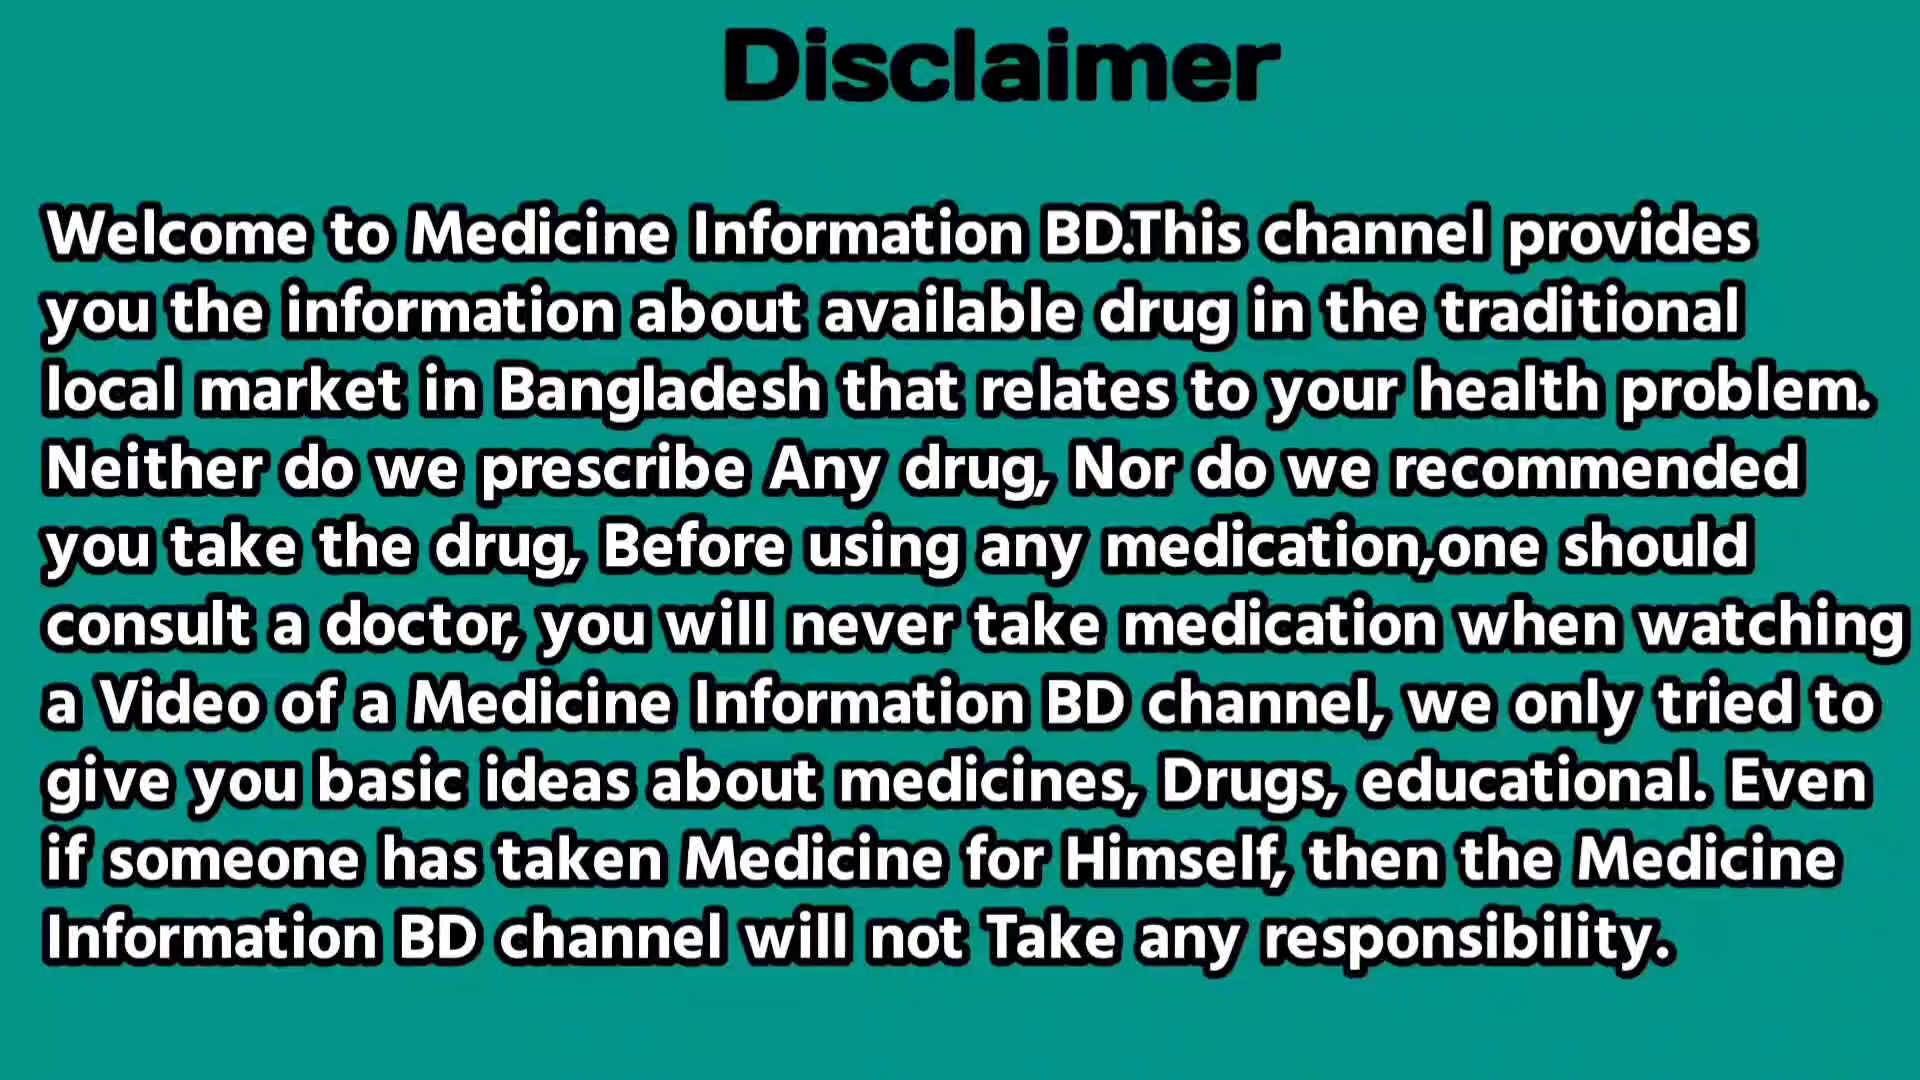 Disclaimer
Welcome to Medicine Information BD.This channel provides
you the information about available drug in the traditional
local market in Bangladesh that relates to your health problem.
Neither do we prescribe Any drug, Nor do we recommended
you take the drug, Before using any medication,one should
consult a doctor, you will never take medication when watching
a Video of a Medicine Information BD channel, we only tried to
give you basic ideas about medicines, Drugs, educational. Even
if someone has taken Medicine for Himself, then the Medicine
Information BD channel will not Take any responsibility.